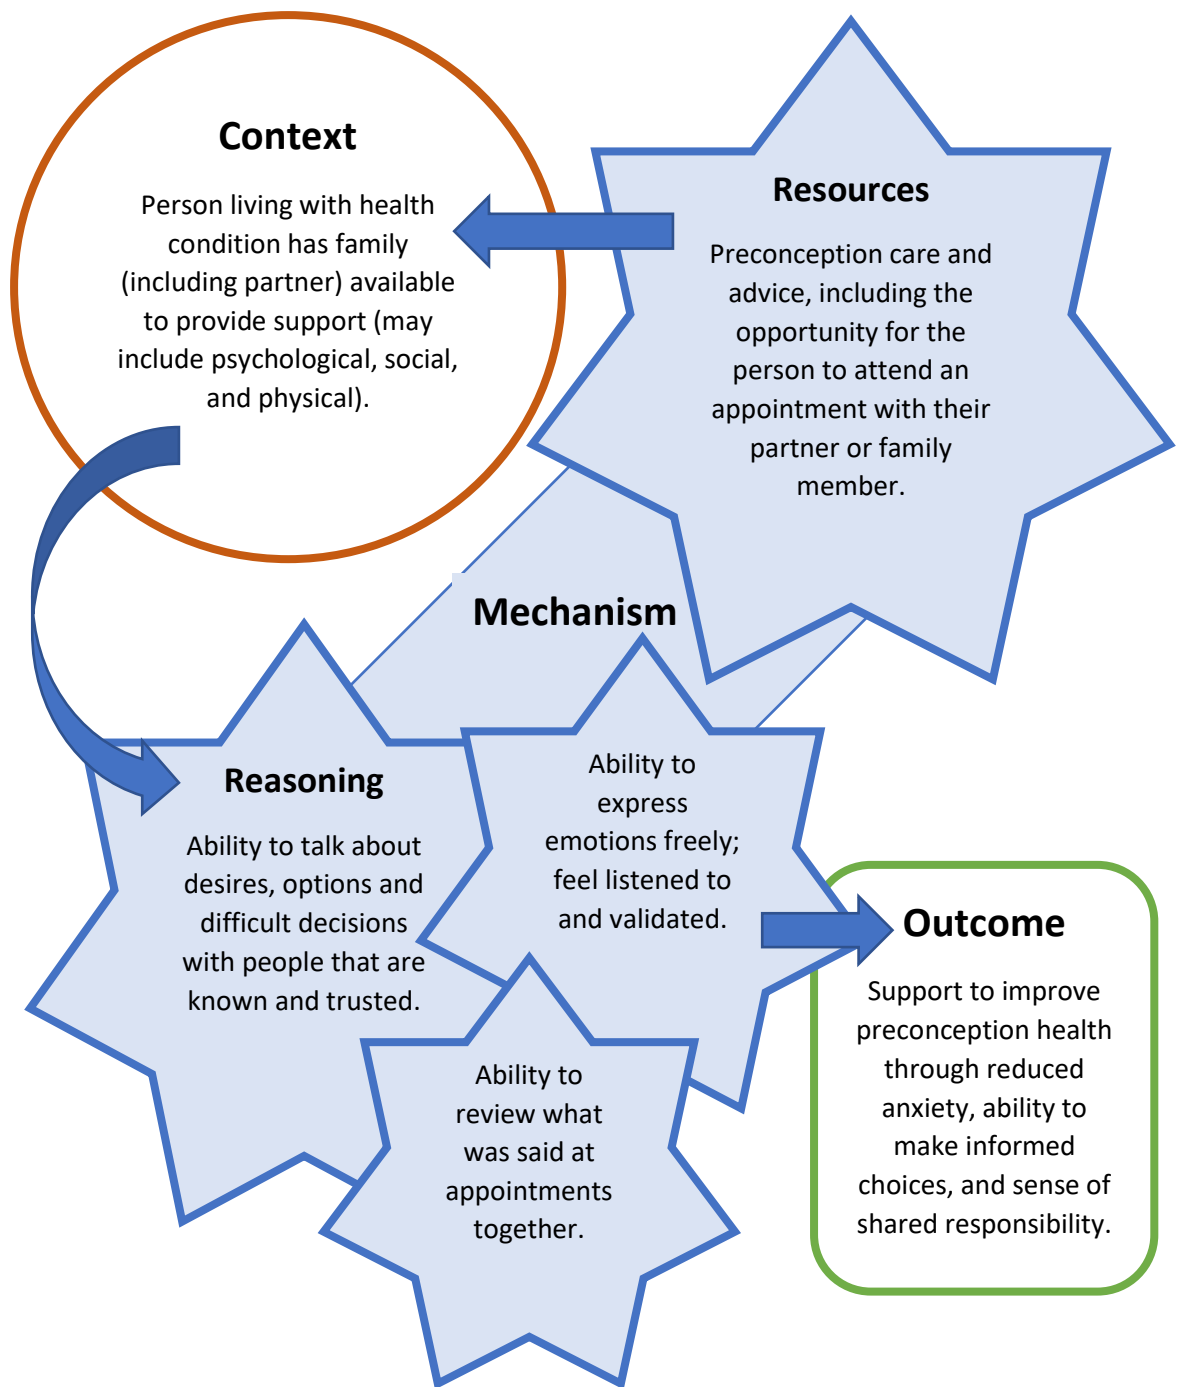 Context
Person living with health
condition has family
(including partner) available
to provide support (may
include psychological, social,
and physical).
Resources
Preconception care and
advice, including the
opportunity for the
person to attend an
appointment with their
partner or family
member.
Mechanism
Reasoning
Ability to talk about
desires, options and
difficult decisions
with people that are
known and trusted.
Ability to
express
emotions freely;
feel listened to
and validated.
Ability to
review what
was said at
appointments
together.
Outcome
Support to improve
preconception health
through reduced
anxiety, ability to
make informed
choices, and sense of
shared responsibility.